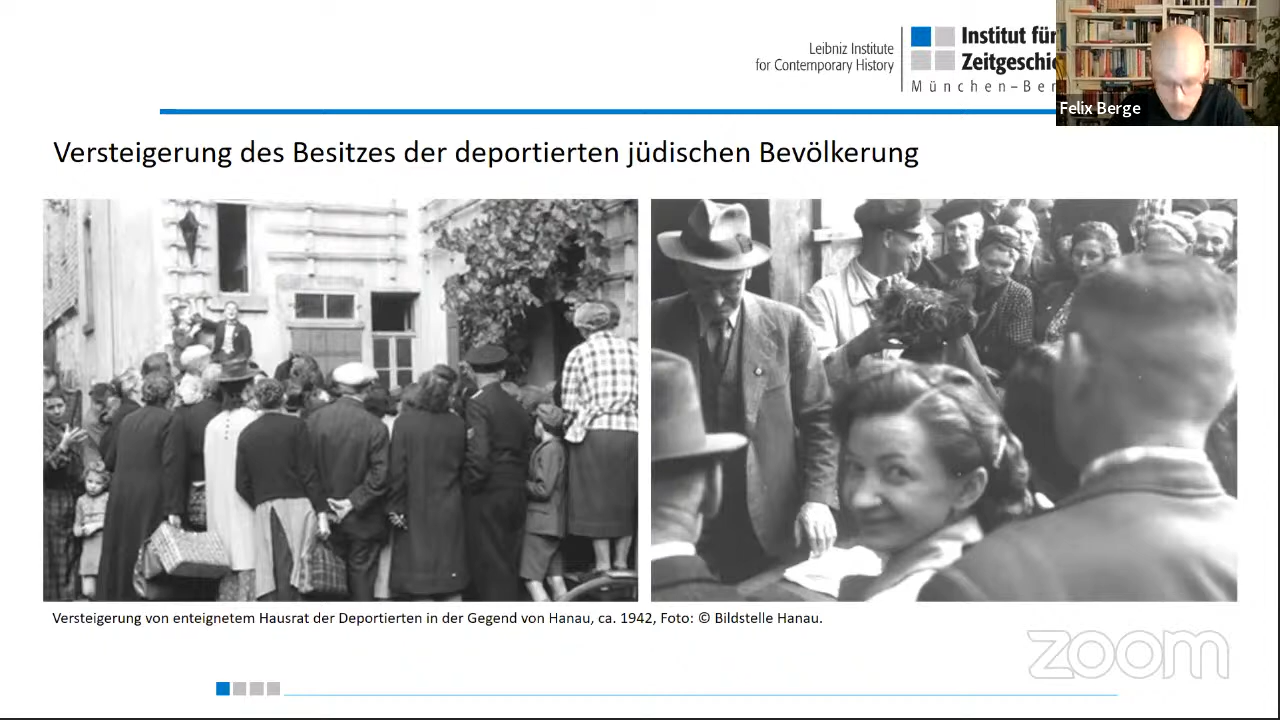 Leibniz Institute
for Contemporary History
Institut für
Zeitgeschie
München–Ber
Felix Berge
Versteigerung des Besitzes der deportierten jüdischen Bevölkerung
Versteigerung von enteignetem Hausrat der Deportierten in der Gegend von Hanau, ca. 1942, Foto: © Bildstelle Hanau.
zoom